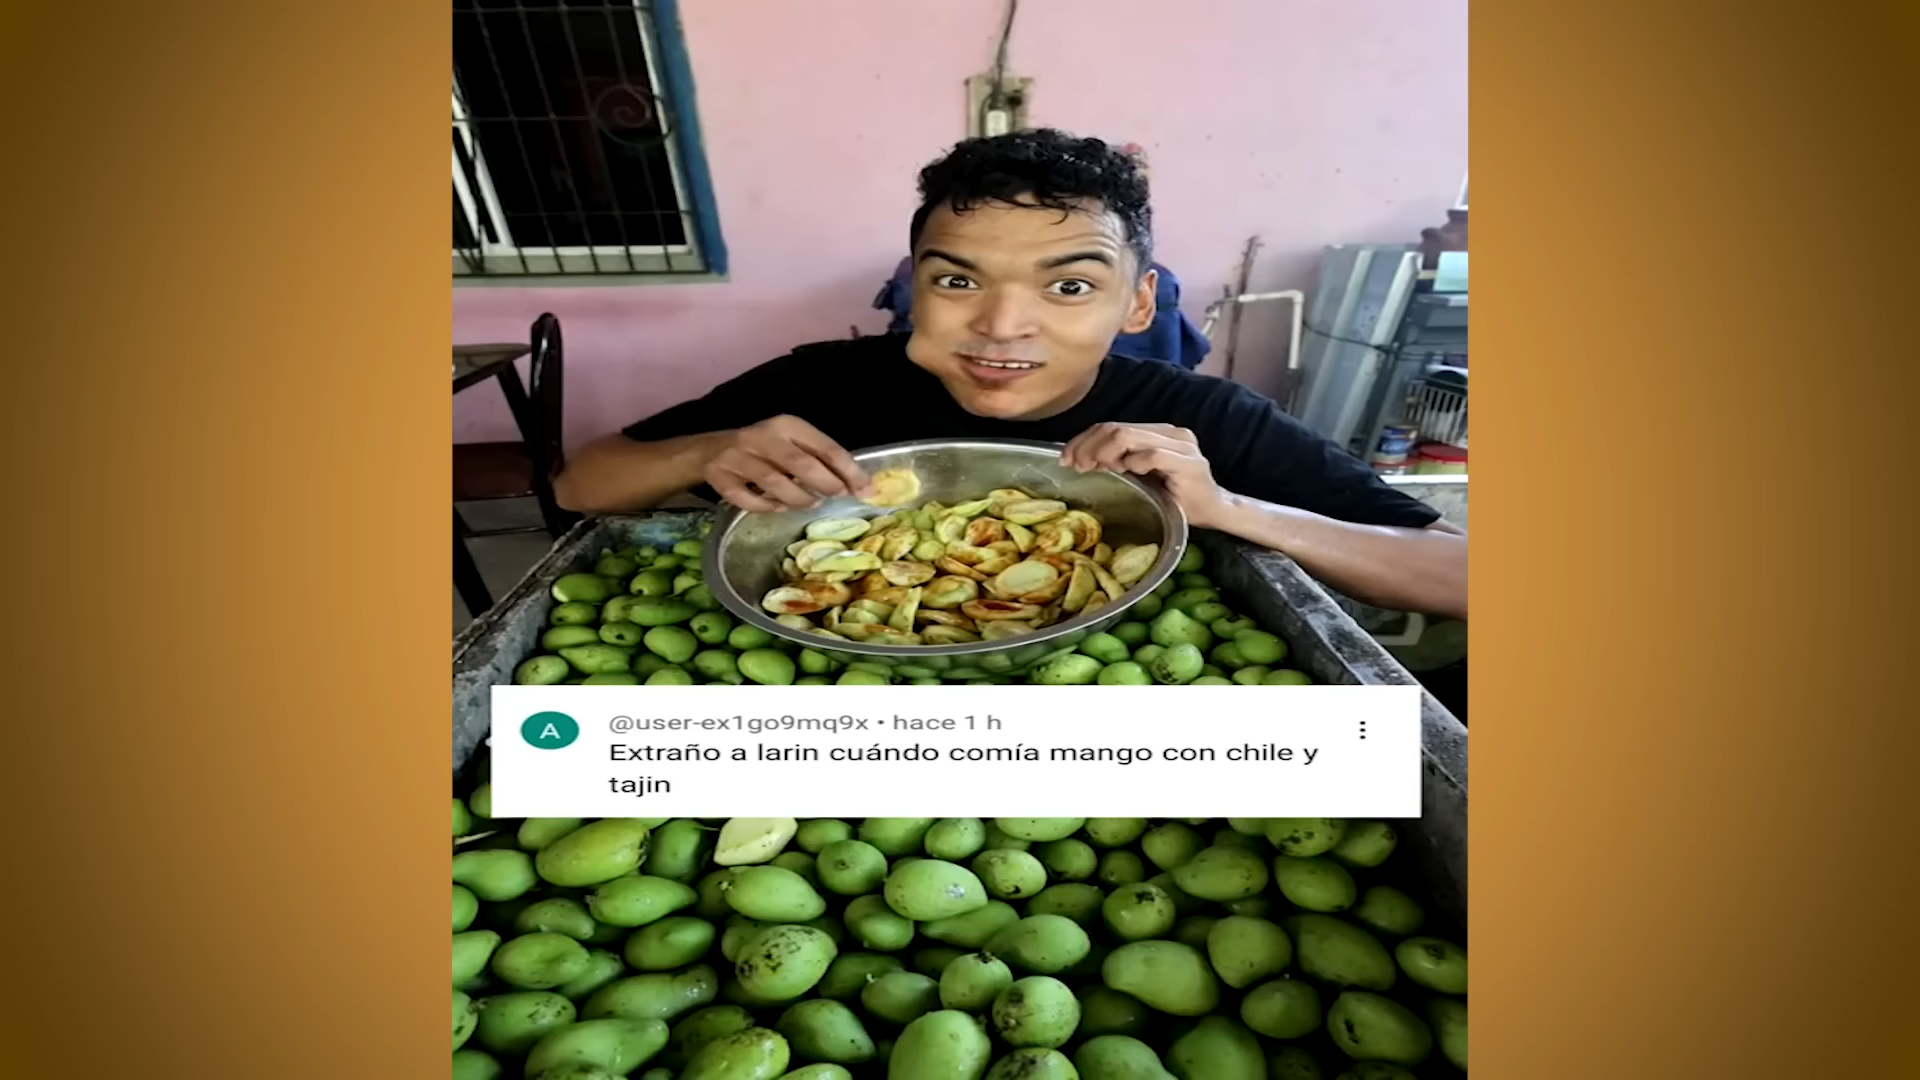 A
@user-ex1go9mq9x • hace 1 h
Extraño a larin cuándo comía mango con chile y
tajin